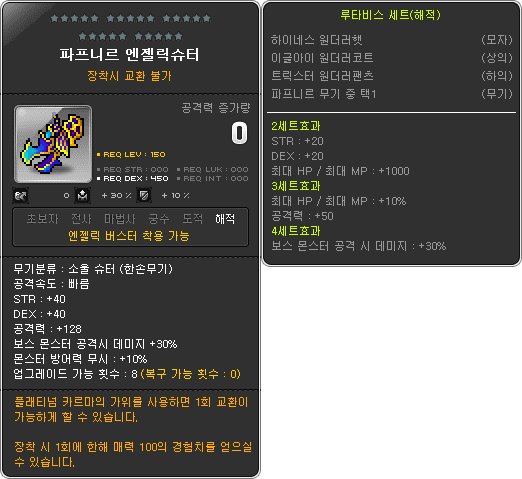 파프니르 엔젤릭슈터
장착시 교환 불가
공격력 증가량
0
REQ LEV : 150
REQ STR : 000
REQ LUK : 000
REQ DEX : 450
REQ INT : 000
0
+ 30 %
+ 10 %
초보자 전사 마법사 궁수 도적 해적
엔젤릭 버스터 착용 가능
무기분류 : 소울 슈터 (한손무기)
공격속도 : 빠름
STR : +40
DEX : +40
공격력 : +128
보스 몬스터 공격시 데미지 +30%
몬스터 방어력 무시 : +10%
업그레이드 가능 횟수 : 8 (복구 가능 횟수 : 0)
플래티넘 카르마의 가위를 사용하면 1회 교환이
가능하게 할 수 있습니다.
장착 시 1회에 한해 매력 100의 경험치를 얻으실
수 있습니다.
루타비스 세트(해적)
하이네스 원더러햇 (모자)
이글아이 원더러코트 (상의)
트릭스터 원더러팬츠 (하의)
파프니르 무기 중 택1 (무기)
2세트효과
STR : +20
DEX : +20
최대 HP / 최대 MP : +1000
3세트효과
최대 HP / 최대 MP : +10%
공격력 : +50
4세트효과
보스 몬스터 공격 시 데미지 : +30%